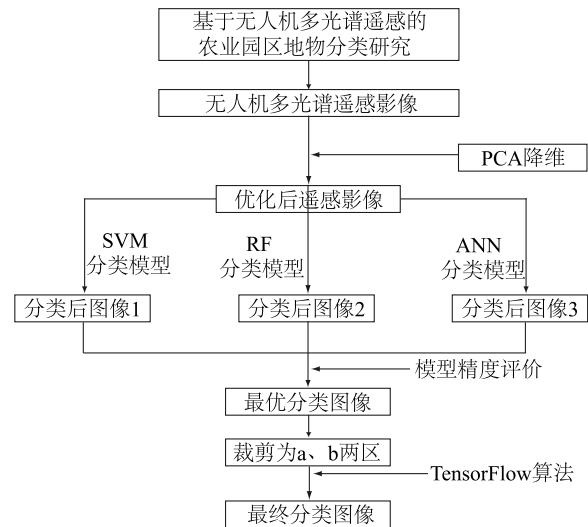 基于无人机多光谱遥感的
农业园区地物分类研究
无人机多光谱遥感影像
PCA降维
优化后遥感影像
SVM
分类模型
RF
分类模型
ANN
分类模型
分类后图像1
分类后图像2
分类后图像3
模型精度评价
最优分类图像
裁剪为a、b两区
TensorFlow算法
最终分类图像